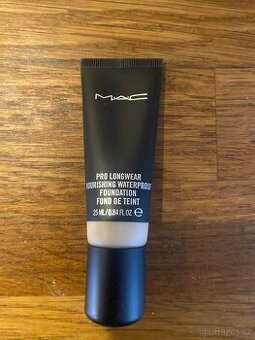 MAC
PRO LONGWEAR
NOURISHING WATERPROOF
FOUNDATION
FOND DE TEINT
25 ML/0.84 FL.OZ